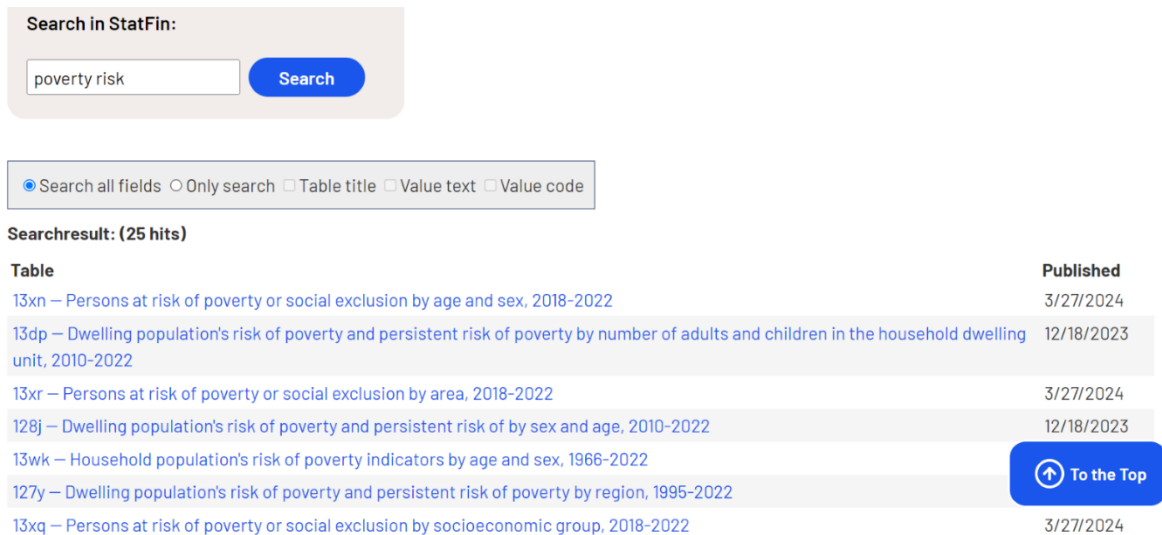 Search in StatFin:
poverty risk Search
Search all fields Only search Table title Value text Value code
Searchresult: (25 hits)
Table Published
13xn — Persons at risk of poverty or social exclusion by age and sex, 2018-2022 3/27/2024
13dp — Dwelling population's risk of poverty and persistent risk of poverty by number of adults and children in the household dwelling 12/18/2023
unit, 2010-2022
13xr — Persons at risk of poverty or social exclusion by area, 2018-2022 3/27/2024
128j — Dwelling population's risk of poverty and persistent risk of by sex and age, 2010-2022 12/18/2023
13wk — Household population's risk of poverty indicators by age and sex, 1966-2022
To the Top
127y — Dwelling population's risk of poverty and persistent risk of poverty by region, 1995-2022
13xq — Persons at risk of poverty or social exclusion by socioeconomic group, 2018-2022 3/27/2024